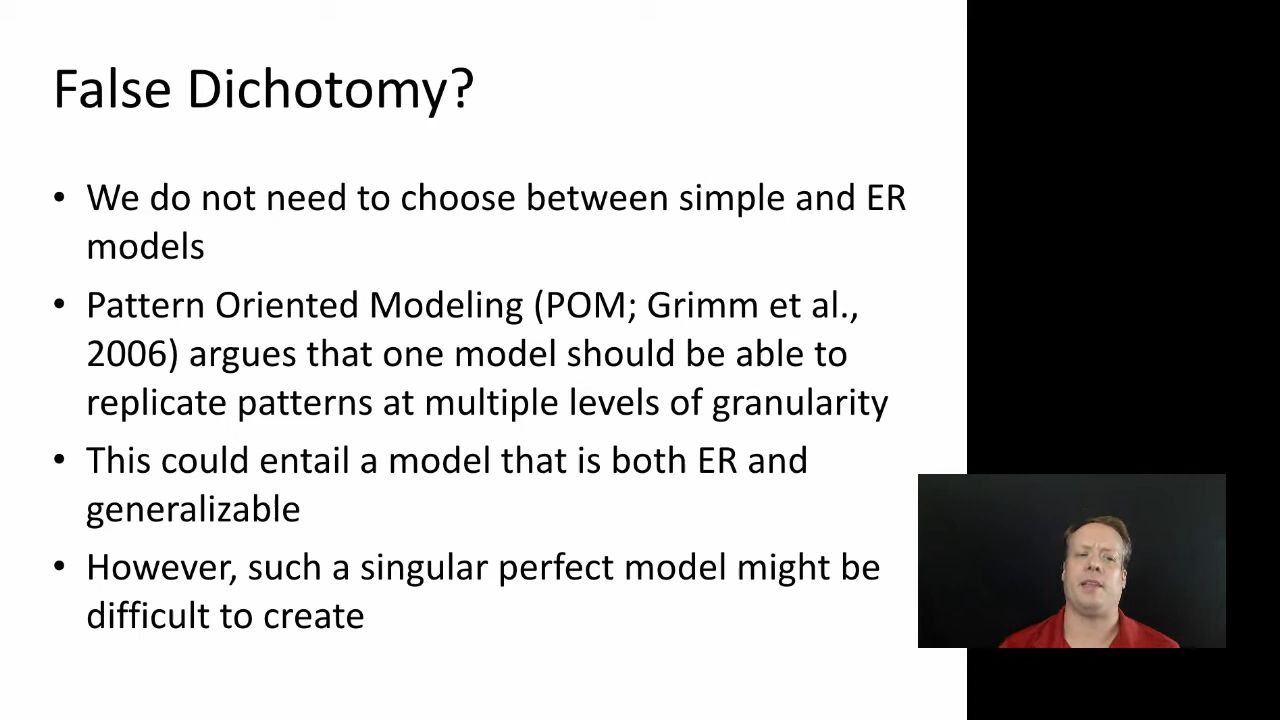 False Dichotomy?
• We do not need to choose between simple and ER
models
• Pattern Oriented Modeling (POM; Grimm et al.,
2006) argues that one model should be able to
replicate patterns at multiple levels of granularity
• This could entail a model that is both ER and
generalizable
• However, such a singular perfect model might be
difficult to create